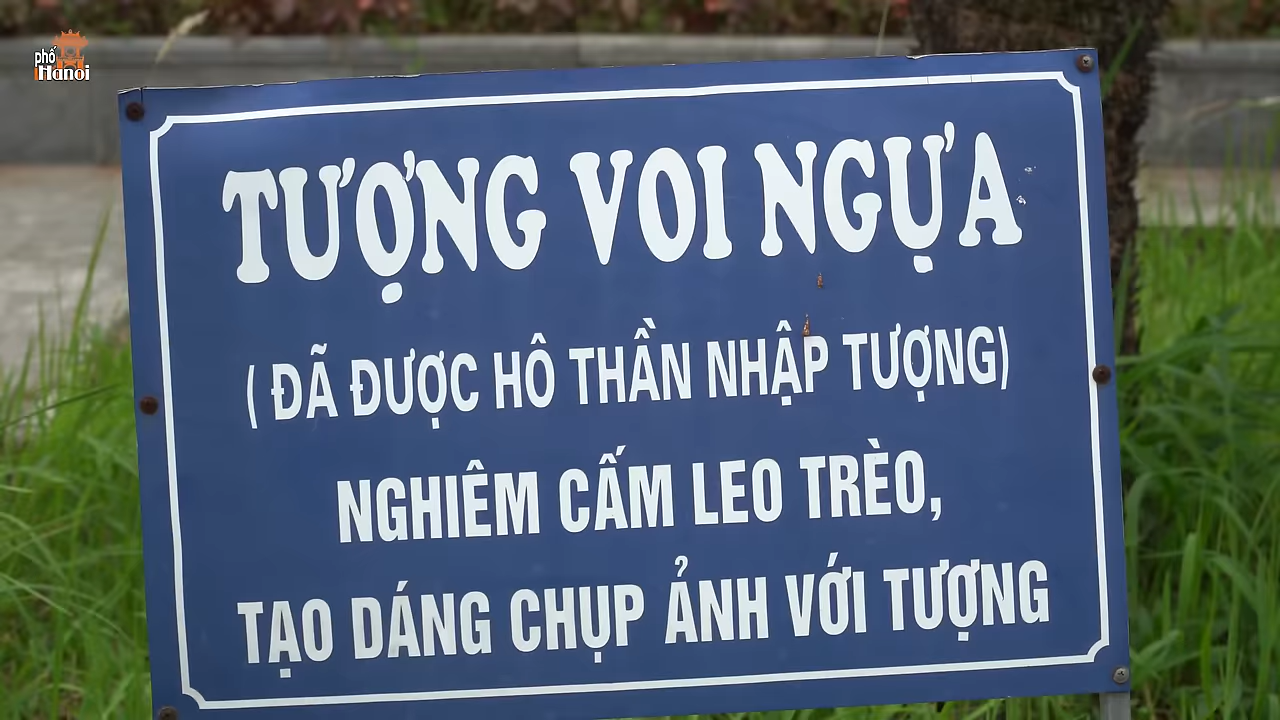 phố
Hanoi
TƯỢNG VOI NGỰA
( ĐÃ ĐƯỢC HÔ THẦN NHẬP TƯỢNG)
NGHIÊM CẤM LEO TRÈO,
TẠO DÁNG CHỤP ẢNH VỚI TƯỢNG